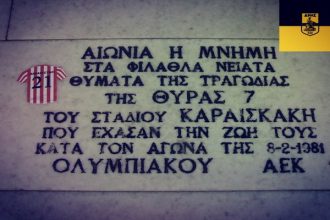 ΑΡΗΣ
ΑΙΩΝΙΑ Η ΜΝΗΜΗ
21
ΣΤΑ ΦΙΛΑΘΛΑ ΝΕΙΑΤΑ
ΘΥΜΑΤΑ ΤΗΣ ΤΡΑΓΩΔΙΑΣ
ΤΗΣ ΘΥΡΑΣ 7
ΤΟΥ ΣΤΑΔΙΟΥ ΚΑΡΑΙΣΚΑΚΗ
ΠΟΥ ΕΧΑΣΑΝ ΤΗΝ ΖΩΗ ΤΟΥΣ
ΚΑΤΑ ΤΟΝ ΑΓΩΝΑ ΤΗΣ 8-2-1981
ΟΛΥΜΠΙΑΚΟΥ ΑΕΚ